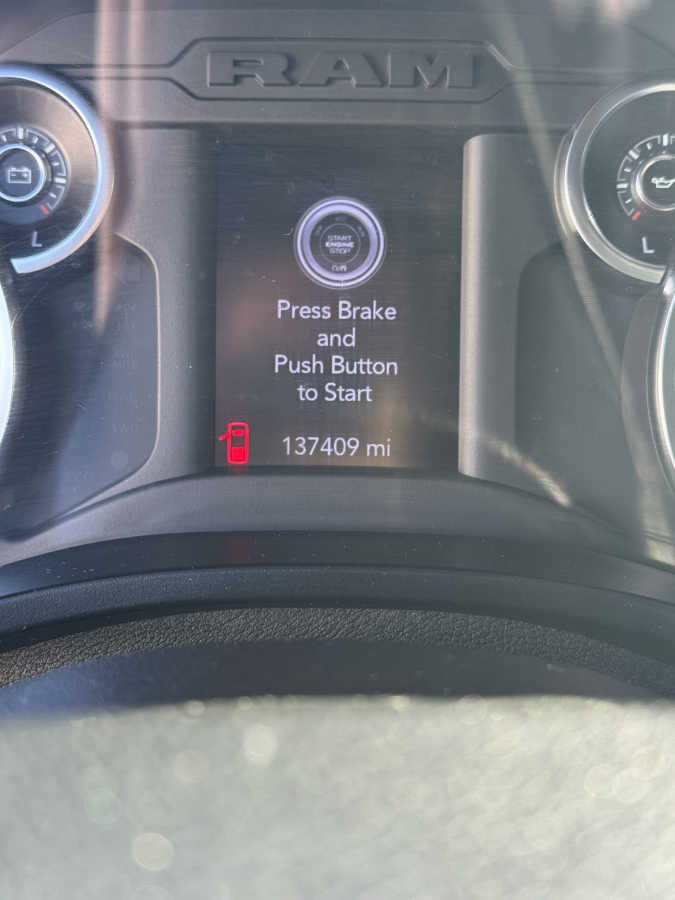 RAM
START
ENGINE
STOP
Press Brake
and
Push Button
to Start
137409 mi
L
L